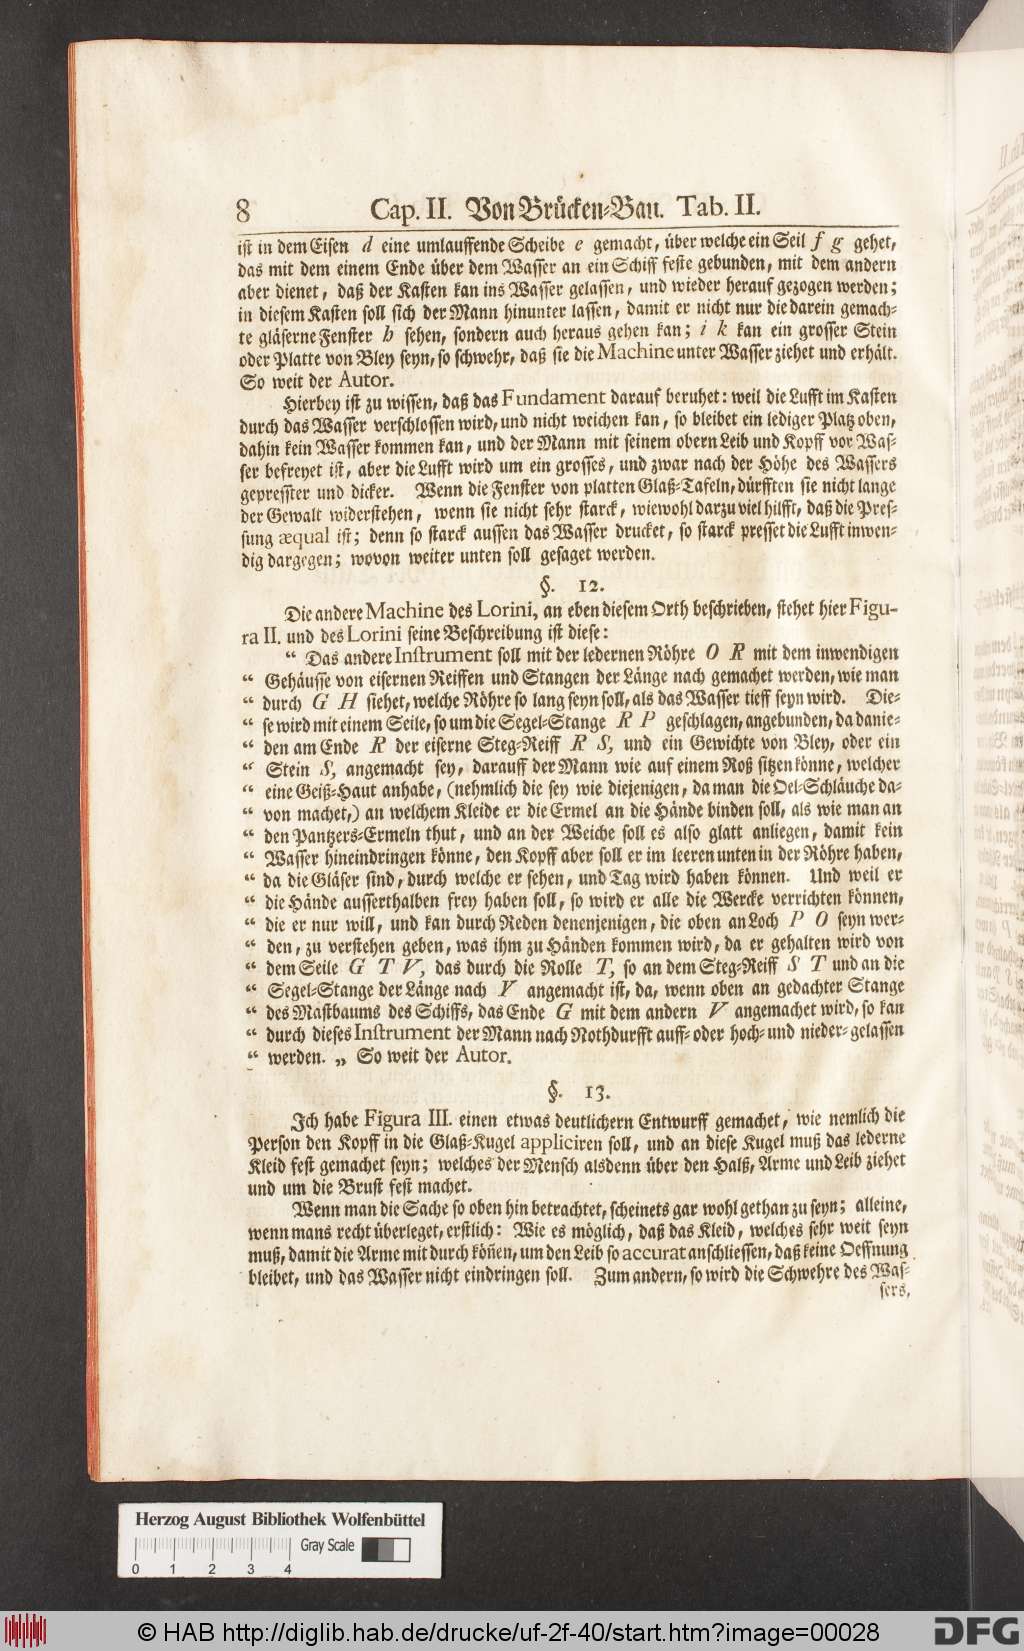 8 Cap. II. Von Brücken-Bau. Tab. II.
ist in dem Eisen d eine umlauffende Scheibe e gemacht, über welche ein Seil f g gehet,
das mit dem einem Ende über dem Wasser an ein Schiff feste gebunden, mit dem andern
aber dienet, daß der Kasten kan ins Wasser gelassen, und wieder herauf gezogen werden;
in diesem Kasten soll sich der Mann hinunter lassen, damit er nicht nur die darein gemach-
te gläserne Fenster h sehen, sondern auch heraus gehen kan; i k kan ein grosser Stein
oder Platte von Bley seyn, so schwehr, daß sie die Machine unter Wasser ziehet und erhält.
So weit der Autor.
Hierbey ist zu wissen, daß das Fundament darauf beruhet: weil die Lufft im Kasten
durch das Wasser verschlossen wird, und nicht weichen kan, so bleibet ein lediger Platz oben,
dahin kein Wasser kommen kan, und der Mann mit seinem obern Leib und Kopff vor Was-
ser befreyet ist, aber die Lufft wird um ein grosses, und zwar nach der Höhe des Wassers
gepresster und dicker. Wenn die Fenster von platten Glaß-Tafeln, dürfften sie nicht lange
der Gewalt widerstehen, wenn sie nicht sehr starck, wiewohl darzu viel hilfft, daß die Pres-
sung æqual ist; denn so starck aussen das Wasser drucket, so starck presset die Lufft inwen-
dig dargegen; wovon weiter unten soll gesaget werden.
§. 12.
Die andere Machine des Lorini, an eben diesem Orth beschrieben, stehet hier Figu-
ra II. und des Lorini seine Beschreibung ist diese:
“ Das andere Instrument soll mit der ledernen Röhre O R mit dem inwendigen
“ Gehäusse von eisernen Reiffen und Stangen der Länge nach gemachet werden, wie man
“ durch G H siehet, welche Röhre so lang seyn soll, als das Wasser tieff seyn wird. Die-
“ se wird mit einem Seile, so um die Segel-Stange R P geschlagen, angebunden, da danie-
“ den am Ende R der eiserne Steg-Reiff R S, und ein Gewichte von Bley, oder ein
“ Stein S, angemacht sey, darauff der Mann wie auf einem Roß sitzen könne, welcher
“ eine Geiß-Haut anhabe, (nehmlich die sey wie diejenigen, da man die Oel-Schläuche da-
“ von machet,) an welchem Kleide er die Ermel an die Hände binden soll, als wie man an
“ den Pantzers-Ermeln thut, und an der Weiche soll es also glatt anliegen, damit kein
“ Wasser hineindringen könne, den Kopff aber soll er im leeren unten in der Röhre haben,
“ da die Gläser sind, durch welche er sehen, und Tag wird haben können. Und weil er
“ die Hände ausserthalben frey haben soll, so wird er alle die Wercke verrichten können,
“ die er nur will, und kan durch Reden denenjenigen, die oben an Loch P O seyn wer-
“ den, zu verstehen geben, was ihm zu Händen kommen wird, da er gehalten wird von
“ dem Seile G T V, das durch die Rolle T, so an dem Steg-Reiff S T und an die
“ Segel-Stange der Länge nach V angemacht ist, da, wenn oben an gedachter Stange
“ des Mastbaums des Schiffs, das Ende G mit dem andern V angemachet wird, so kan
“ durch dieses Instrument der Mann nach Nothdurfft auff- oder hoch- und nieder-gelassen
“ werden. „ So weit der Autor.
§. 13.
Ich habe Figura III. einen etwas deutlichern Entwurff gemachet, wie nemlich die
Person den Kopff in die Glaß-Kugel appliciren soll, und an diese Kugel muß das lederne
Kleid fest gemachet seyn; welches der Mensch alsdenn über den Halß, Arme und Leib ziehet
und um die Brust fest machet.
Wenn man die Sache so oben hin betrachtet, scheinets gar wohl gethan zu seyn; alleine,
wenn mans recht überleget, erstlich: Wie es möglich, daß das Kleid, welches sehr weit seyn
muß, damit die Arme mit durch kön̄en, um den Leib so accurat anschliessen, daß keine Oeffnung
bleibet, und das Wasser nicht eindringen soll. Zum andern, so wird die Schwehre des Was-
sers,
Herzog August Bibliothek Wolfenbüttel
Gray Scale
0 1 2 3 4
© HAB http://diglib.hab.de/drucke/uf-2f-40/start.htm?image=00028
DFG